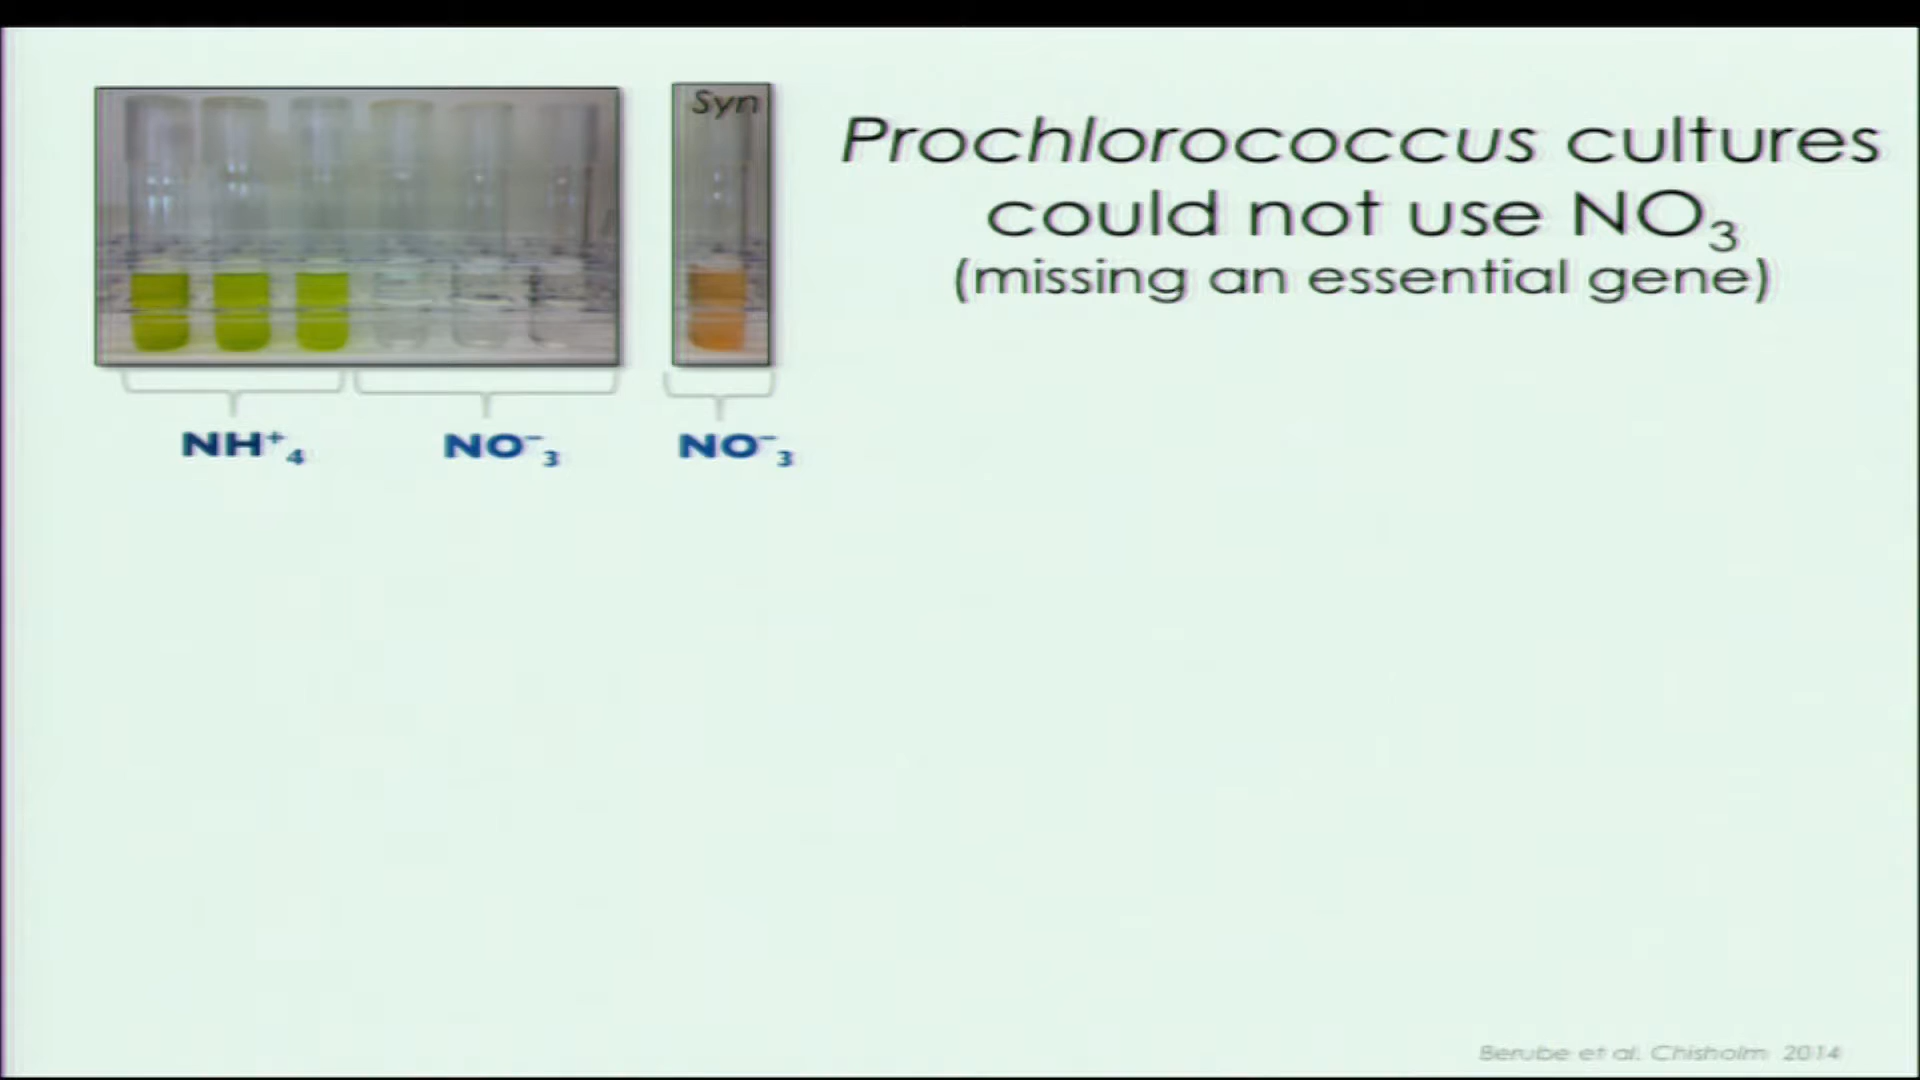 Syn
Prochlorococcus cultures
could not use NO₃
(missing an essential gene)
NH⁺₄
NO⁻₃
NO⁻₃
Berube et al. Chisholm 2014